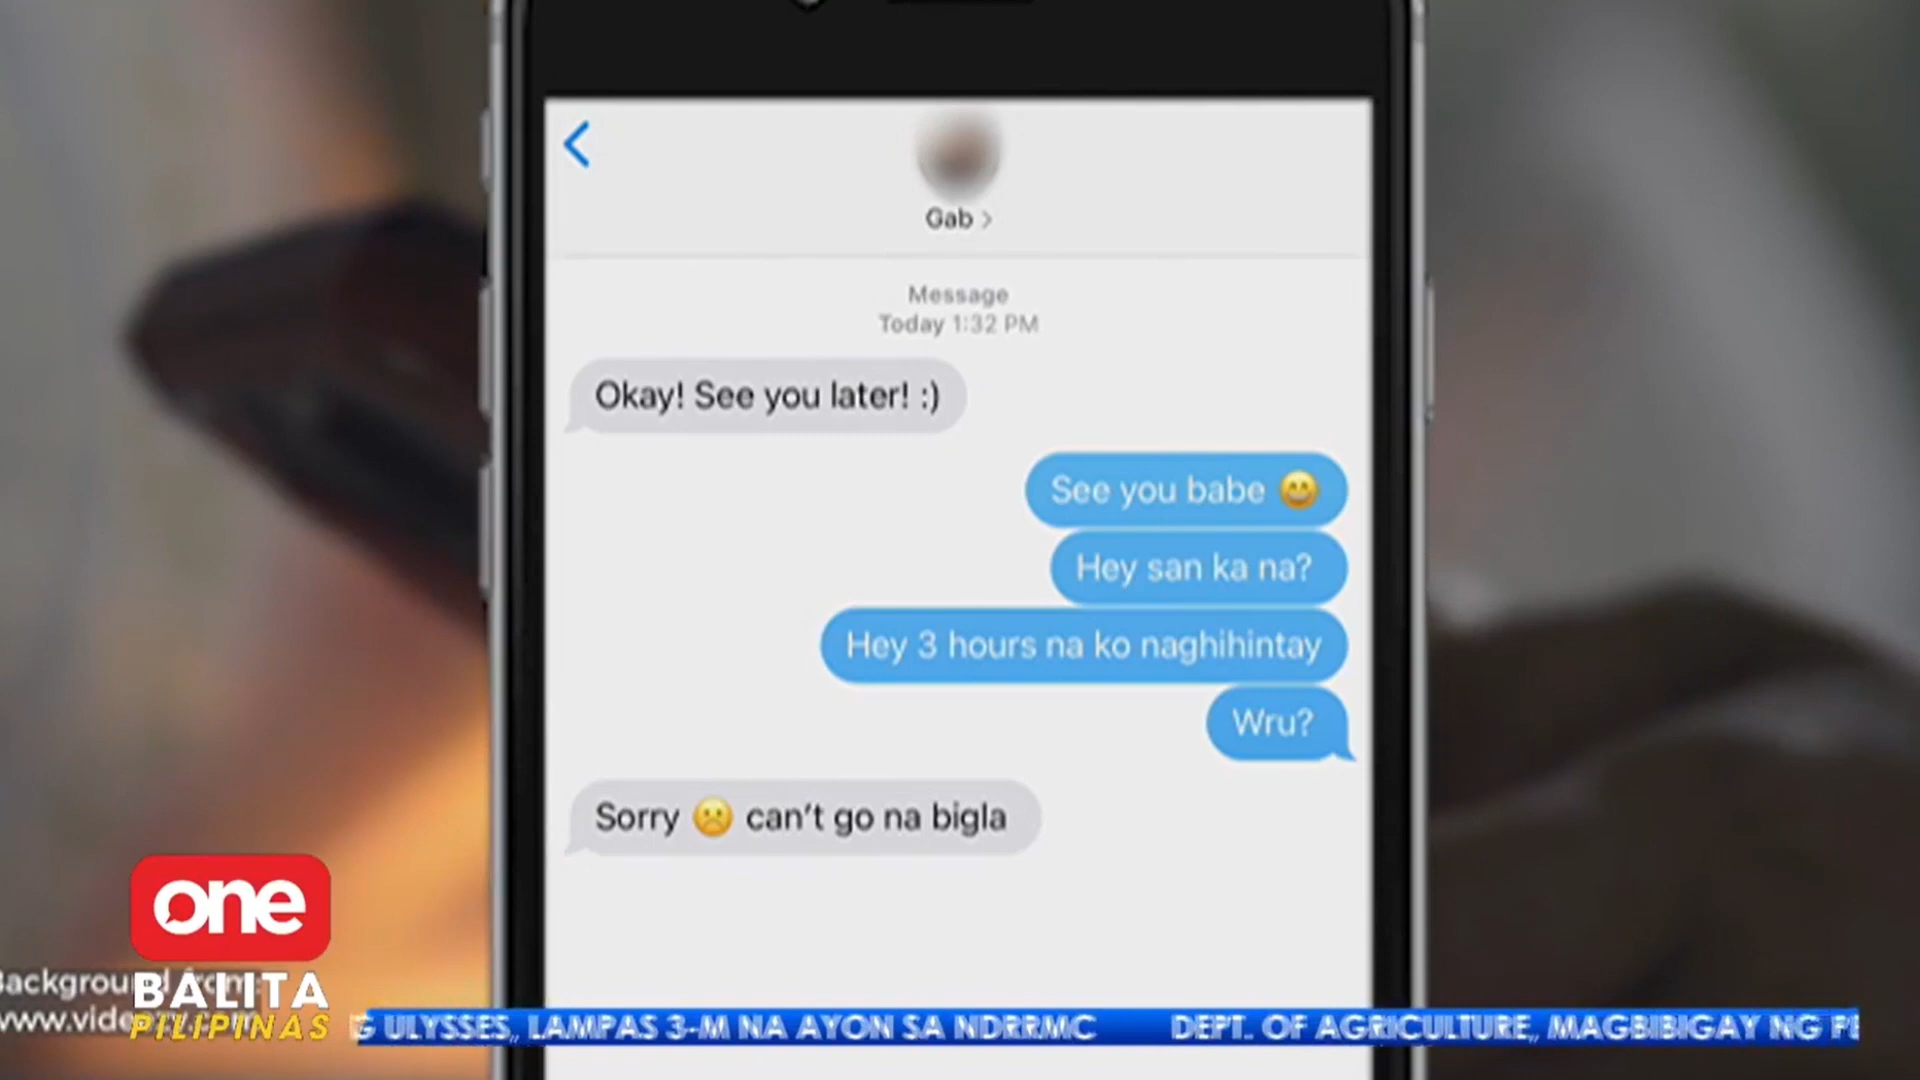 Gab
Message
Today 1:32 PM
Okay! See you later! :)
See you babe 😄
Hey san ka na?
Hey 3 hours na ko naghihintay
Wru?
Sorry ☹️ can't go na bigla
one
BALITA
PILIPINAS
G ULYSSES, LAMPAS 3-M NA AYON SA NDRRMC DEPT. OF AGRICULTURE, MAGBIBIGAY NG